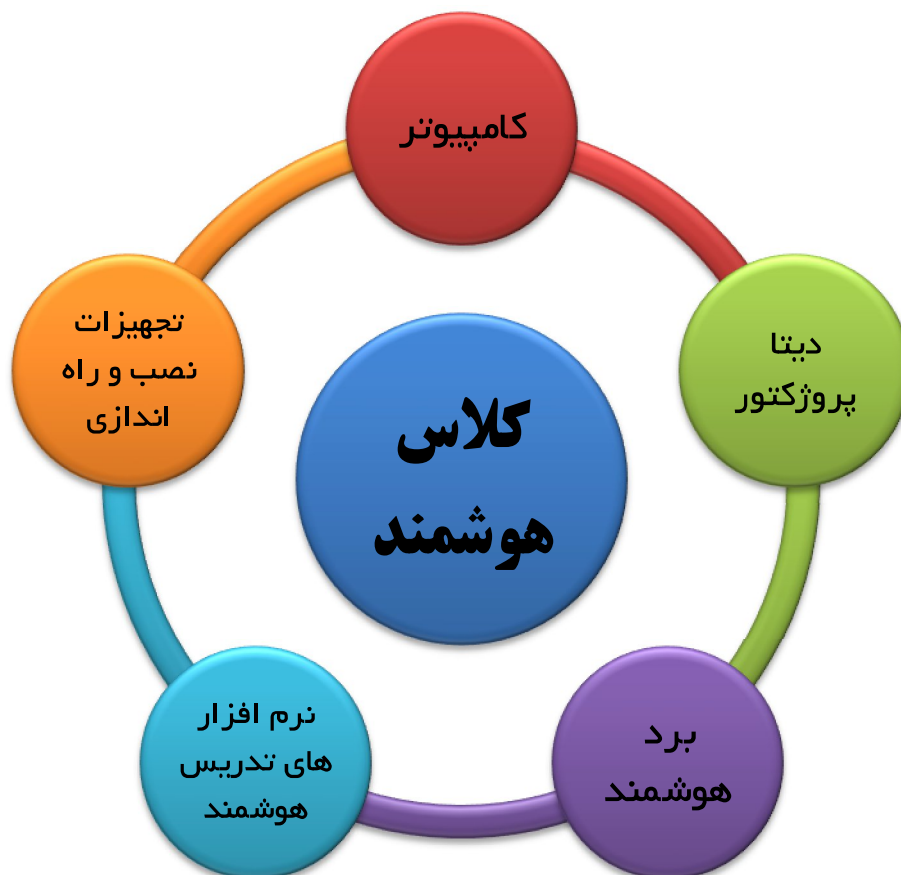 کامپیوتر
دیتا
پروژکتور
برد
هوشمند
نرم افزار
های تدریس
هوشمند
تجهیزات
نصب و راه
اندازی
کلاس
هوشمند